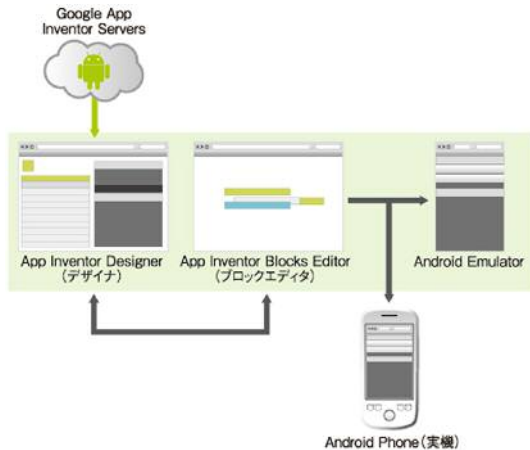 Google App
Inventor Servers
App Inventor Designer
(デザイナ)
App Inventor Blocks Editor
(ブロックエディタ)
Android Emulator
Android Phone(実機)